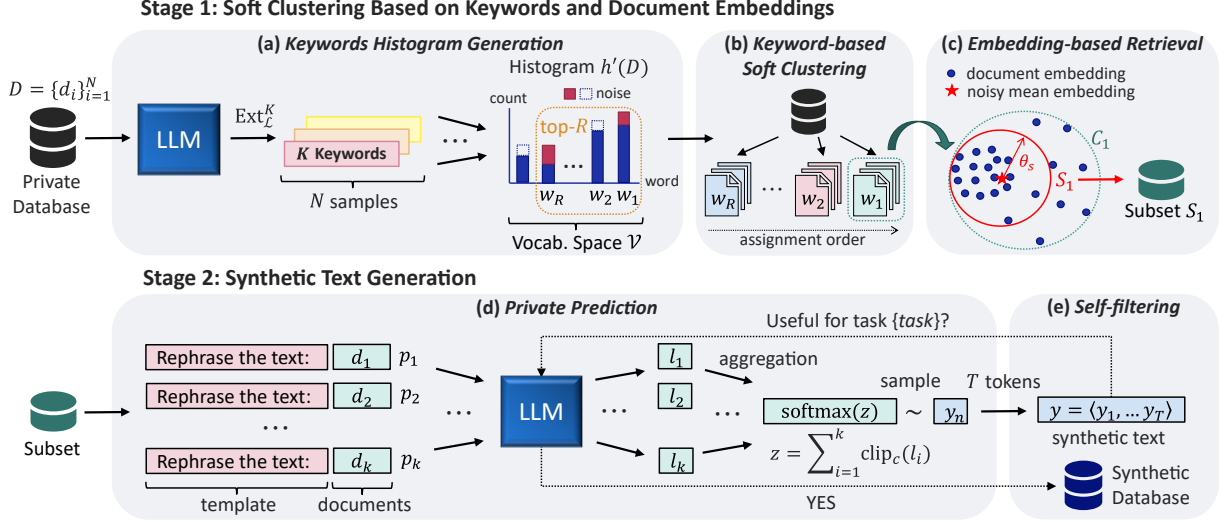 Stage 1: Soft Clustering Based on Keywords and Document Embeddings
(a) Keywords Histogram Generation
D = {d_i}_{i=1}^N
Private
Database
LLM
Ext_ℒ^K
K Keywords
...
N samples
Histogram h′(D)
count
noise
top-R
...
word
w_R
w_2
w_1
Vocab. Space 𝒱
(b) Keyword-based
Soft Clustering
w_R
...
w_2
w_1
assignment order
(c) Embedding-based Retrieval
document embedding
noisy mean embedding
C_1
θ_s
S_1
Subset S_1
Stage 2: Synthetic Text Generation
(d) Private Prediction
Subset
Rephrase the text: d_1 p_1
Rephrase the text: d_2 p_2
...
Rephrase the text: d_k p_k
template
documents
...
LLM
...
l_1
l_2
l_k
aggregation
...
softmax(z) ~ y_n
sample
z = ∑_{i=1}^k clip_c(l_i)
T tokens
Useful for task {task}?
YES
(e) Self-filtering
y = ⟨y_1, … y_T⟩
synthetic text
Synthetic
Database